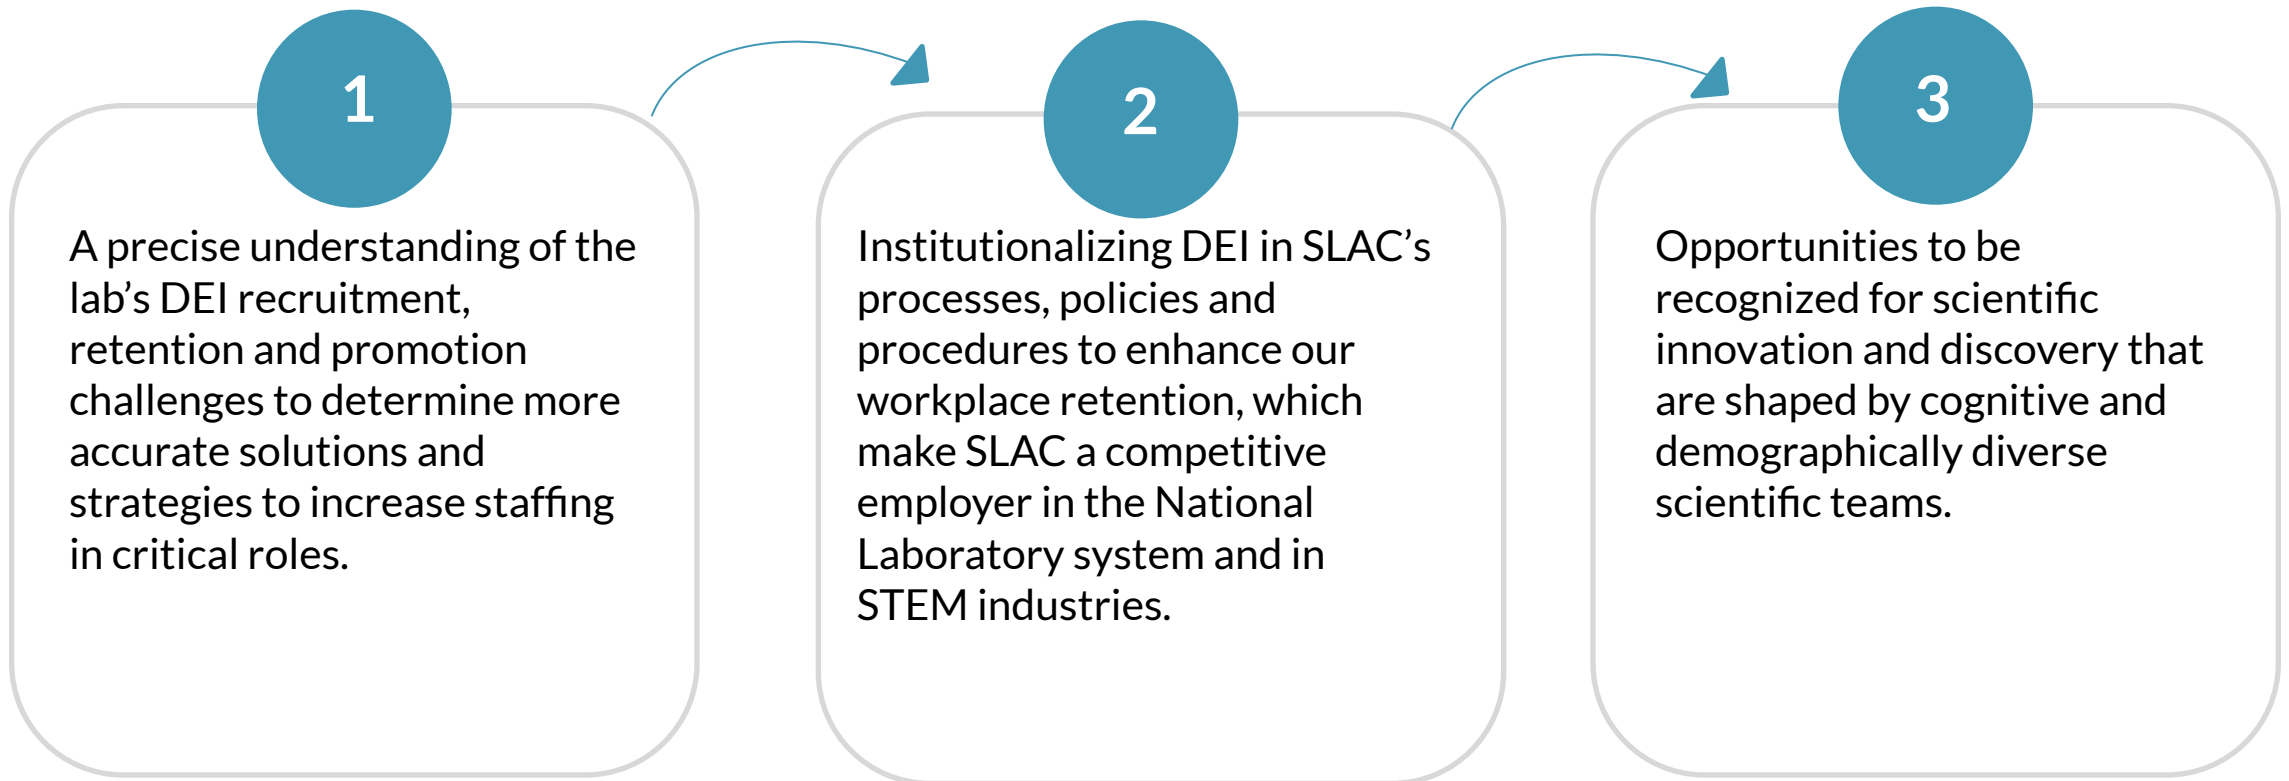 1
A precise understanding of the
lab’s DEI recruitment,
retention and promotion
challenges to determine more
accurate solutions and
strategies to increase staffing
in critical roles.
2
Institutionalizing DEI in SLAC’s
processes, policies and
procedures to enhance our
workplace retention, which
make SLAC a competitive
employer in the National
Laboratory system and in
STEM industries.
3
Opportunities to be
recognized for scientific
innovation and discovery that
are shaped by cognitive and
demographically diverse
scientific teams.